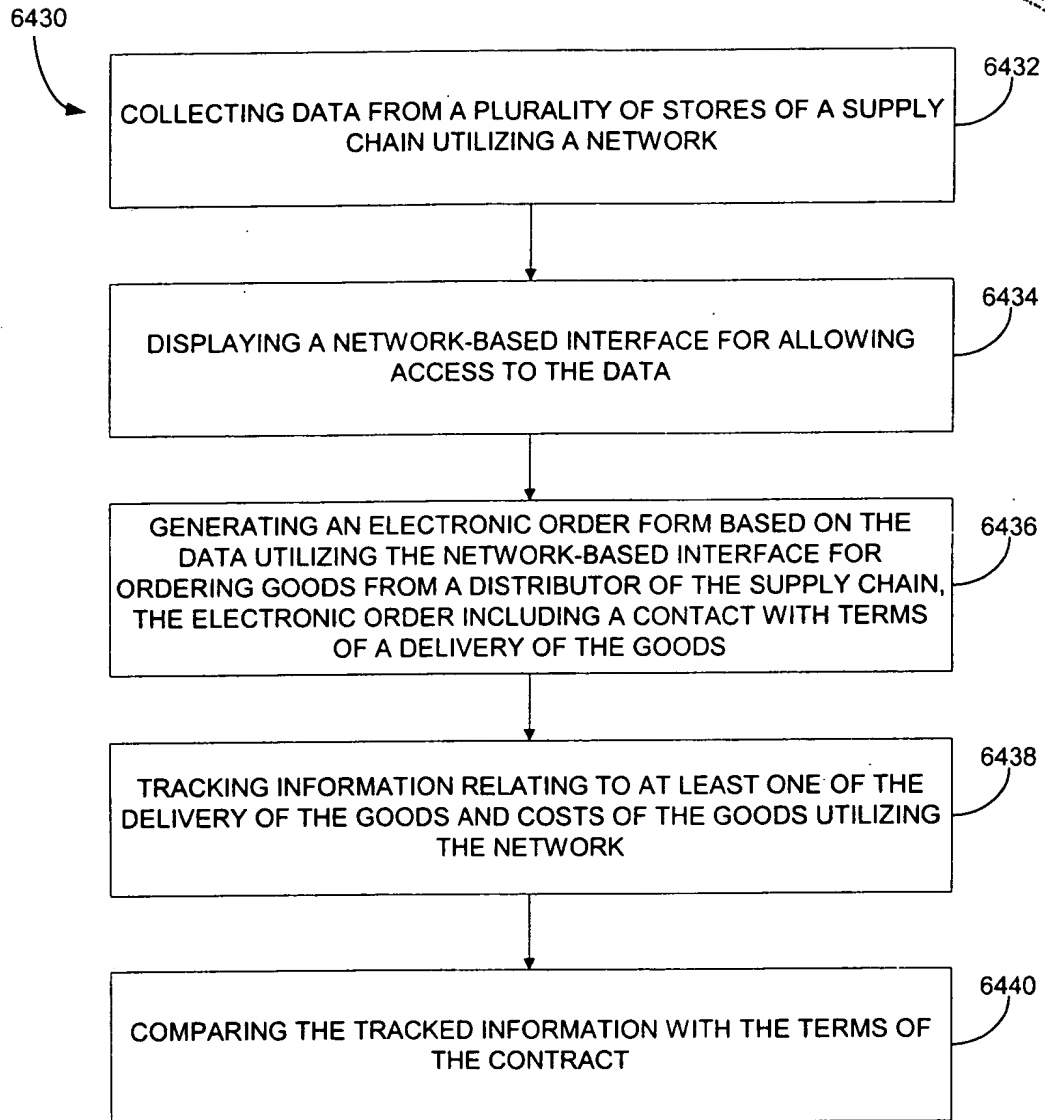 6430
6432
COLLECTING DATA FROM A PLURALITY OF STORES OF A SUPPLY
CHAIN UTILIZING A NETWORK
6434
DISPLAYING A NETWORK-BASED INTERFACE FOR ALLOWING
ACCESS TO THE DATA
6436
GENERATING AN ELECTRONIC ORDER FORM BASED ON THE
DATA UTILIZING THE NETWORK-BASED INTERFACE FOR
ORDERING GOODS FROM A DISTRIBUTOR OF THE SUPPLY CHAIN,
THE ELECTRONIC ORDER INCLUDING A CONTACT WITH TERMS
OF A DELIVERY OF THE GOODS
6438
TRACKING INFORMATION RELATING TO AT LEAST ONE OF THE
DELIVERY OF THE GOODS AND COSTS OF THE GOODS UTILIZING
THE NETWORK
6440
COMPARING THE TRACKED INFORMATION WITH THE TERMS OF
THE CONTRACT